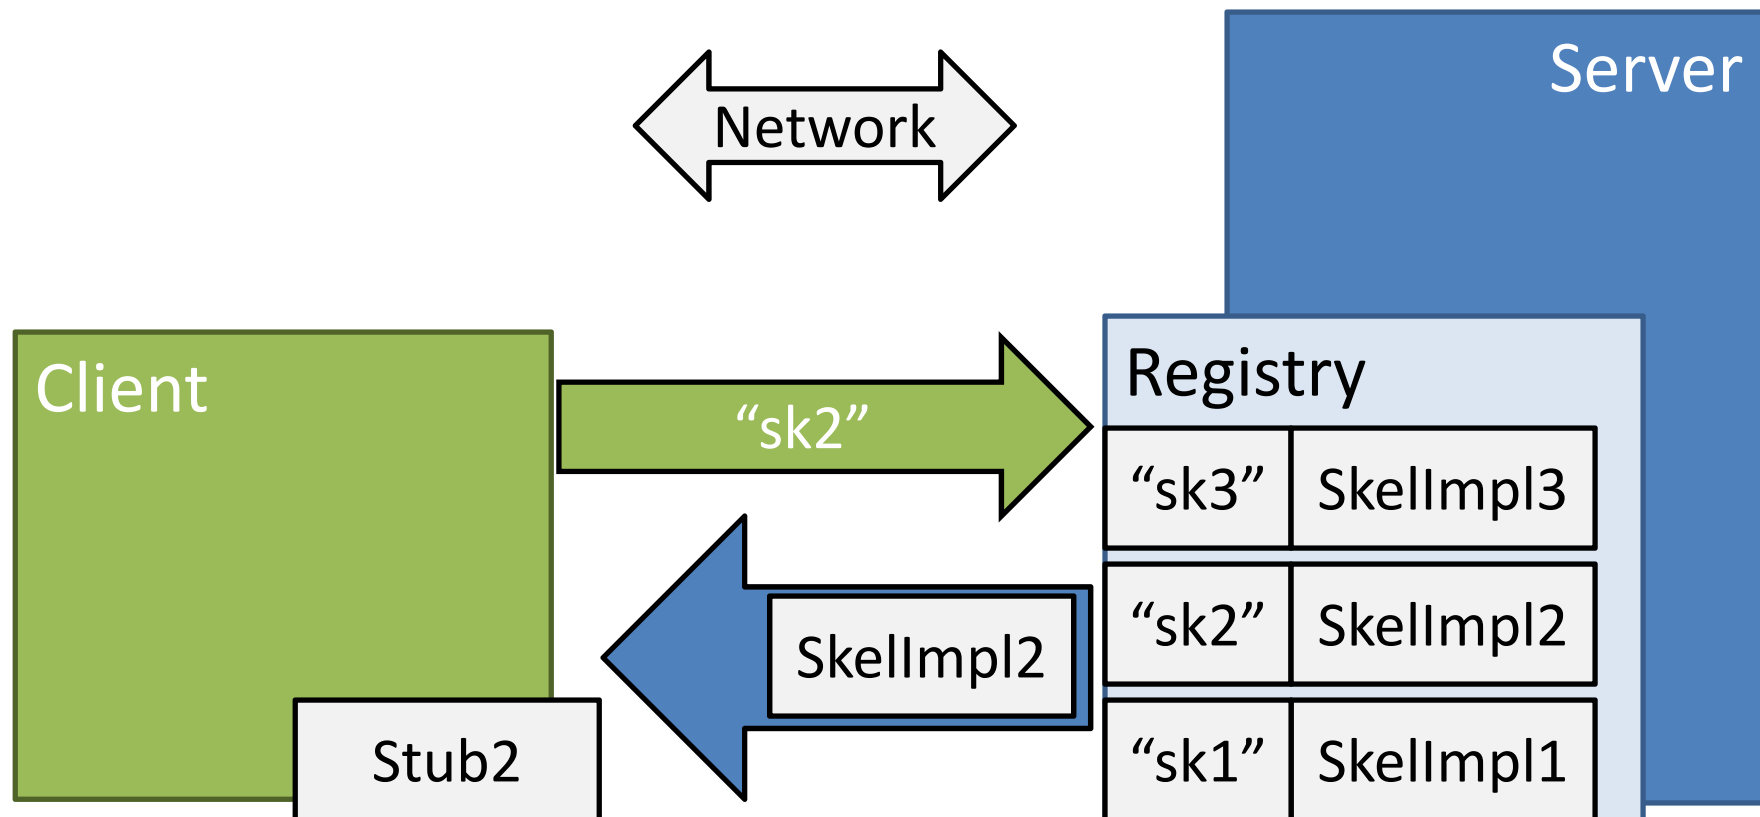 Server
Network
Client
“sk2”
Registry
“sk3” SkelImpl3
“sk2” SkelImpl2
SkelImpl2
“sk1” SkelImpl1
Stub2